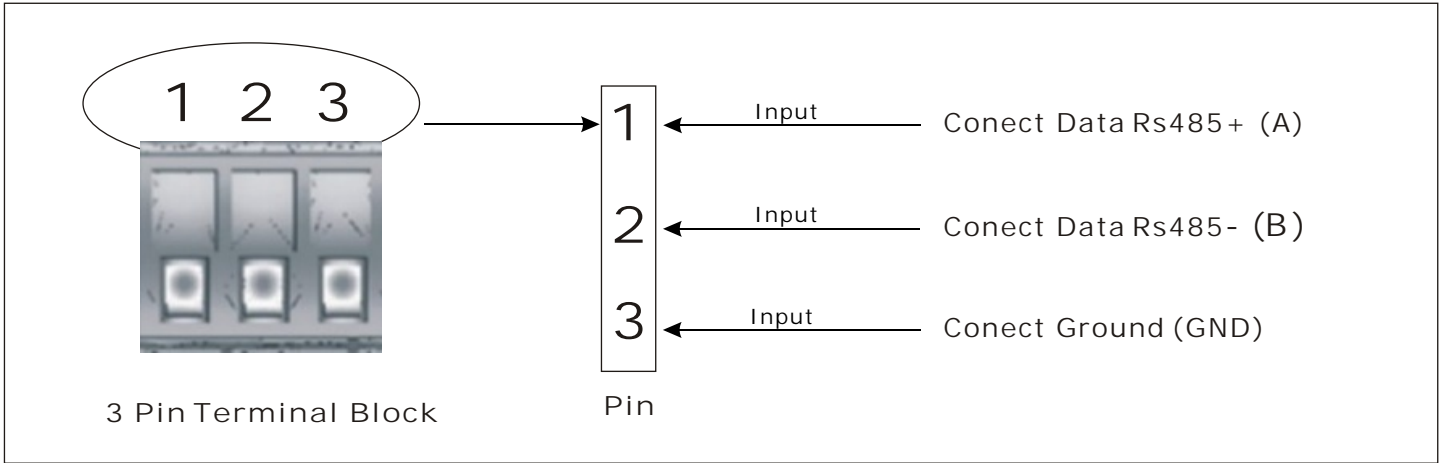 1 2 3
3 Pin Terminal Block
1
2
3
Pin
Input
Conect Data Rs485+ (A)
Input
Conect Data Rs485- (B)
Input
Conect Ground (GND)